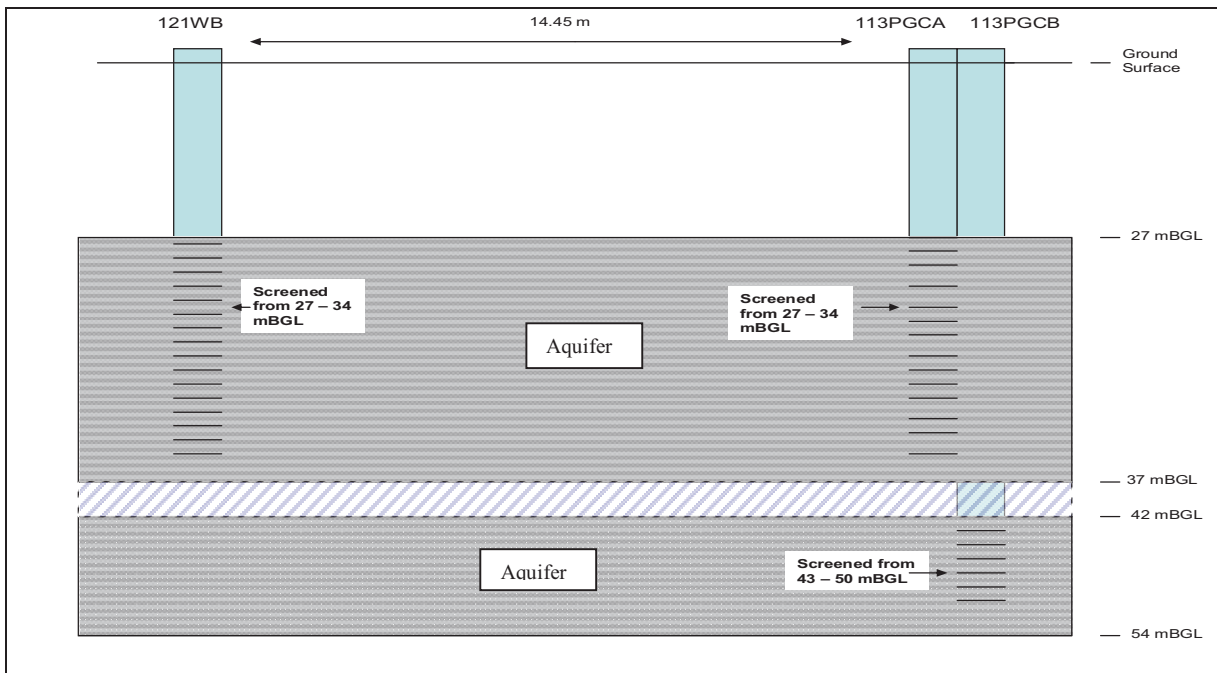 121WB
14.45 m
113PGCA
113PGCB
Ground
Surface
27 mBGL
Screened
from 27 – 34
mBGL
Screened
from 27 – 34
mBGL
Aquifer
37 mBGL
42 mBGL
Aquifer
Screened from
43 – 50 mBGL
54 mBGL